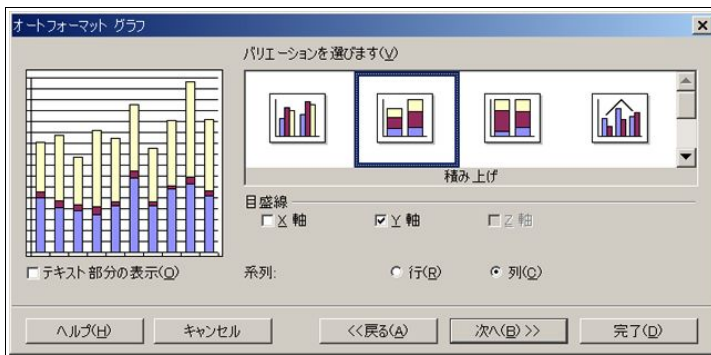 オートフォーマット グラフ
バリエーションを選びます(V)
積み上げ
目盛線
X 軸
Y 軸
Z 軸
テキスト部分の表示(O)
系列:
行(R)
列(C)
ヘルプ(H)
キャンセル
<<戻る(A)
次へ(B) >>
完了(D)